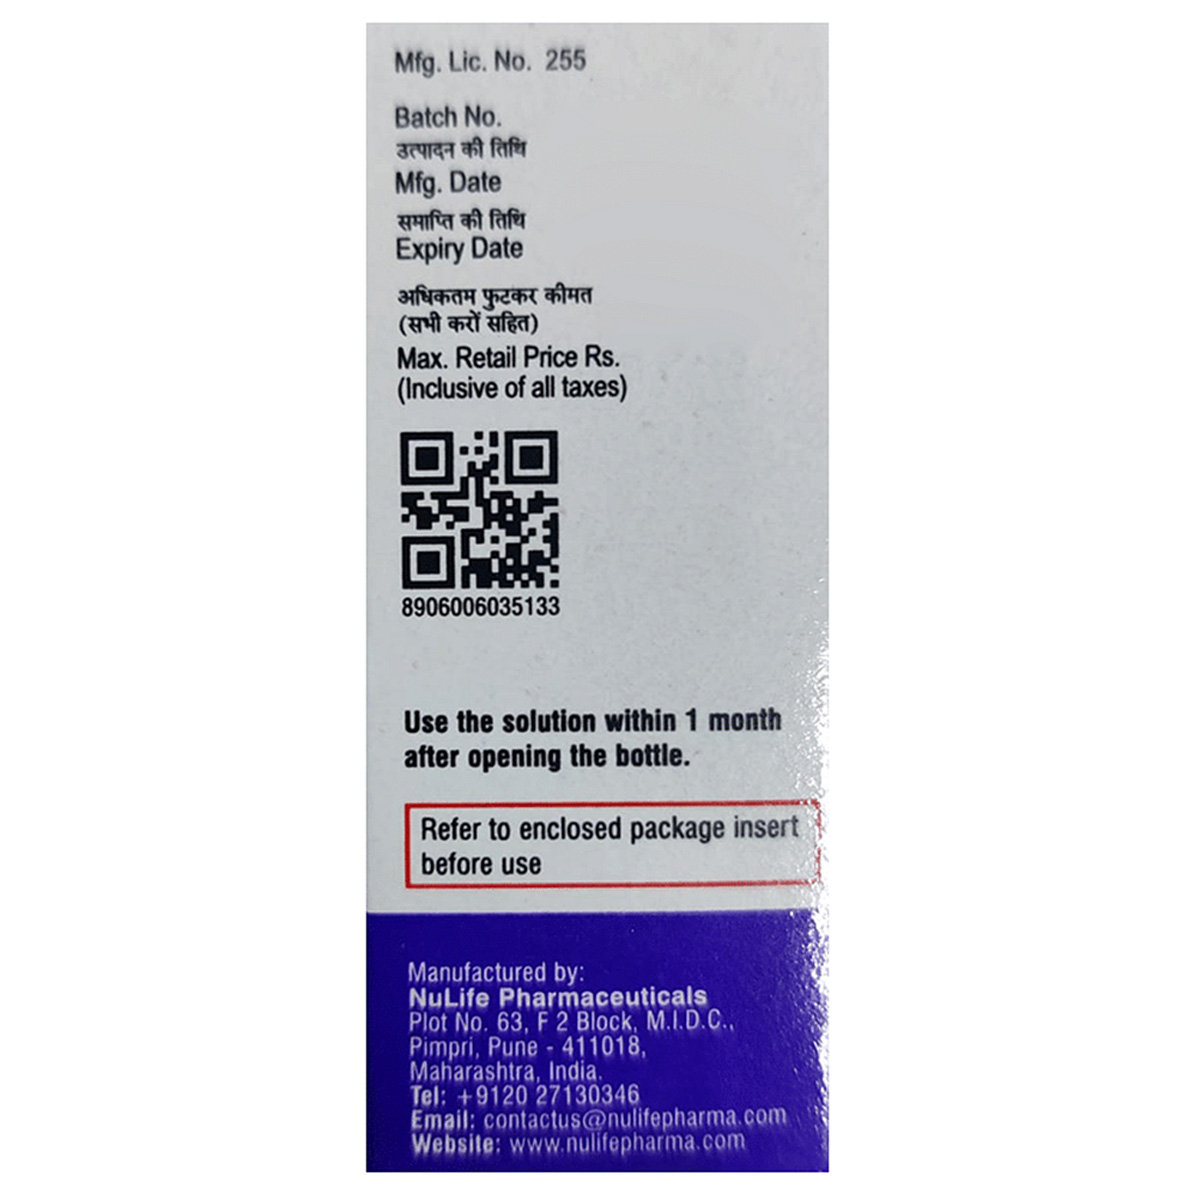 Mfg. Lic. No. 255
Batch No.
उत्पादन की तिथि
Mfg. Date
समाप्ति की तिथि
Expiry Date
अधिकतम फुटकर कीमत
(सभी करों सहित)
Max. Retail Price Rs.
(Inclusive of all taxes)
8906006035133
Use the solution within 1 month
after opening the bottle.
Refer to enclosed package insert
before use
Manufactured by:
NuLife Pharmaceuticals
Plot No. 63, F 2 Block, M.I.D.C.,
Pimpri, Pune - 411018,
Maharashtra, India.
Tel: +9120 27130346
Email: contactus@nulifepharma.com
Website: www.nulifepharma.com